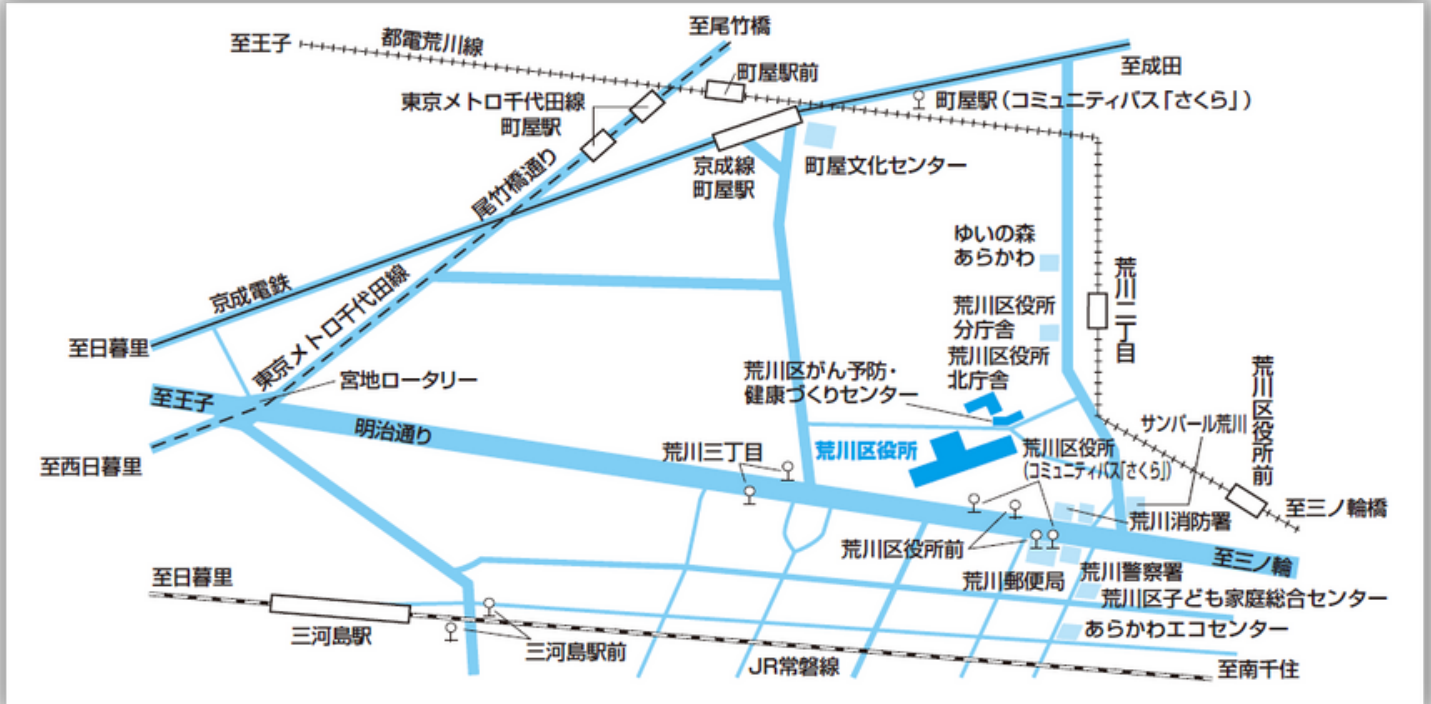 至尾竹橋
至王子
都電荒川線
町屋駅前
至成田
東京メトロ千代田線
町屋駅
町屋駅（コミュニティバス「さくら」）
京成線
町屋駅
町屋文化センター
尾竹橋通り
ゆいの森
あらかわ
京成電鉄
東京メトロ千代田線
荒川二丁目
荒川区役所
分庁舎
至日暮里
荒川区役所
北庁舎
荒川区がん予防・
健康づくりセンター
宮地ロータリー
荒川区役所前
至王子
明治通り
サンパール荒川
荒川三丁目
荒川区役所
荒川区役所
（コミュニティバス「さくら」）
至西日暮里
至三ノ輪橋
荒川消防署
荒川区役所前
至三ノ輪
荒川郵便局
荒川警察署
至日暮里
荒川区子ども家庭総合センター
三河島駅
あらかわエコセンター
三河島駅前
JR常磐線
至南千住